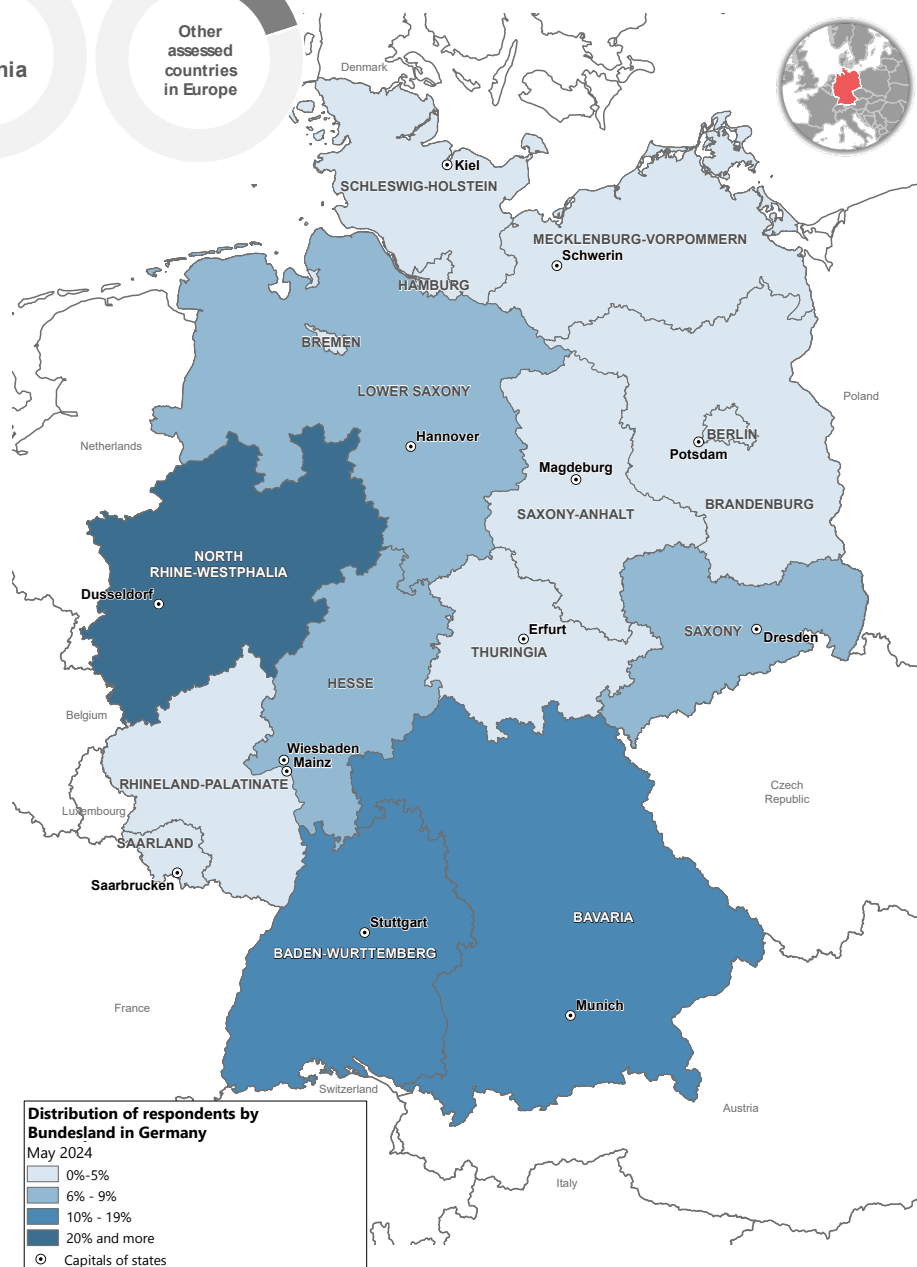 nia
Other
assessed
countries
in Europe
Denmark
Kiel
SCHLESWIG-HOLSTEIN
MECKLENBURG-VORPOMMERN
Schwerin
HAMBURG
BREMEN
LOWER SAXONY
Poland
Netherlands
Hannover
BERLIN
Potsdam
Magdeburg
BRANDENBURG
SAXONY-ANHALT
NORTH
RHINE-WESTPHALIA
Dusseldorf
Erfurt
SAXONY
Dresden
THURINGIA
HESSE
Belgium
Wiesbaden
Mainz
RHINELAND-PALATINATE
Czech
Republic
Luxembourg
SAARLAND
Saarbrucken
Stuttgart
BAVARIA
BADEN-WURTTEMBERG
France
Munich
Switzerland
Austria
Italy
Distribution of respondents by
Bundesland in Germany
May 2024
0%-5%
6% - 9%
10% - 19%
20% and more
Capitals of states